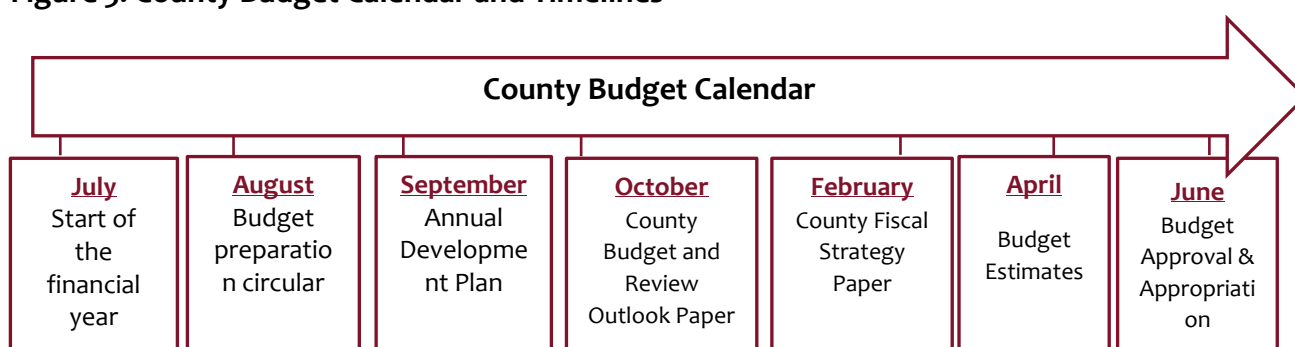 Figure 5: County Budget Calendar and Timelines
County Budget Calendar
July
Start of
the
financial
year
August
Budget
preparatio
n circular
September
Annual
Developme
nt Plan
October
County
Budget and
Review
Outlook Paper
February
County Fiscal
Strategy
Paper
April
Budget
Estimates
June
Budget
Approval &
Appropriati
on